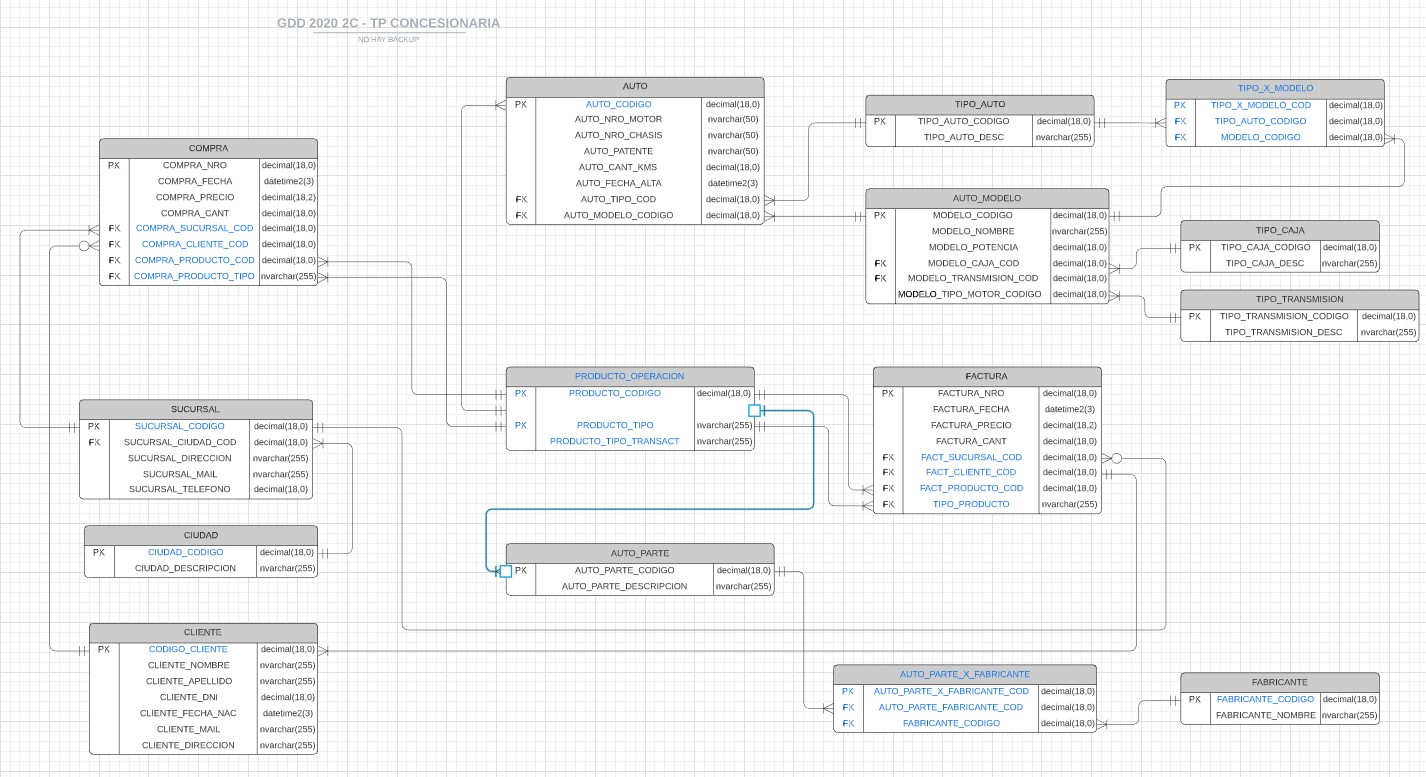 GDD 2020 2C - TP CONCESIONARIA
NO HAY BACKUP
AUTO
PK AUTO_CODIGO decimal(18,0)
AUTO_NRO_MOTOR nvarchar(50)
AUTO_NRO_CHASIS nvarchar(50)
AUTO_PATENTE nvarchar(50)
AUTO_CANT_KMS decimal(18,0)
AUTO_FECHA_ALTA datetime2(3)
FK AUTO_TIPO_COD decimal(18,0)
FK AUTO_MODELO_CODIGO decimal(18,0)
TIPO_AUTO
PK TIPO_AUTO_CODIGO decimal(18,0)
TIPO_AUTO_DESC nvarchar(255)
TIPO_X_MODELO
PK TIPO_X_MODELO_COD decimal(18,0)
FK TIPO_AUTO_CODIGO decimal(18,0)
FK MODELO_CODIGO decimal(18,0)
COMPRA
PK COMPRA_NRO decimal(18,0)
COMPRA_FECHA datetime2(3)
COMPRA_PRECIO decimal(18,2)
COMPRA_CANT decimal(18,0)
FK COMPRA_SUCURSAL_COD decimal(18,0)
FK COMPRA_CLIENTE_COD decimal(18,0)
FK COMPRA_PRODUCTO_COD decimal(18,0)
FK COMPRA_PRODUCTO_TIPO nvarchar(255)
AUTO_MODELO
PK MODELO_CODIGO decimal(18,0)
MODELO_NOMBRE nvarchar(255)
MODELO_POTENCIA decimal(18,0)
FK MODELO_CAJA_COD decimal(18,0)
FK MODELO_TRANSMISION_COD decimal(18,0)
MODELO_TIPO_MOTOR_CODIGO decimal(18,0)
TIPO_CAJA
PK TIPO_CAJA_CODIGO decimal(18,0)
TIPO_CAJA_DESC nvarchar(255)
TIPO_TRANSMISION
PK TIPO_TRANSMISION_CODIGO decimal(18,0)
TIPO_TRANSMISION_DESC nvarchar(255)
PRODUCTO_OPERACION
PK PRODUCTO_CODIGO decimal(18,0)
PK PRODUCTO_TIPO nvarchar(255)
PRODUCTO_TIPO_TRANSACT nvarchar(255)
FACTURA
PK FACTURA_NRO decimal(18,0)
FACTURA_FECHA datetime2(3)
FACTURA_PRECIO decimal(18,2)
FACTURA_CANT decimal(18,0)
FK FACT_SUCURSAL_COD decimal(18,0)
FK FACT_CLIENTE_COD decimal(18,0)
FK FACT_PRODUCTO_COD decimal(18,0)
FK TIPO_PRODUCTO nvarchar(255)
SUCURSAL
PK SUCURSAL_CODIGO decimal(18,0)
FK SUCURSAL_CIUDAD_COD decimal(18,0)
SUCURSAL_DIRECCION nvarchar(255)
SUCURSAL_MAIL nvarchar(255)
SUCURSAL_TELEFONO decimal(18,0)
CIUDAD
PK CIUDAD_CODIGO decimal(18,0)
CIUDAD_DESCRIPCION nvarchar(255)
AUTO_PARTE
PK AUTO_PARTE_CODIGO decimal(18,0)
AUTO_PARTE_DESCRIPCION nvarchar(255)
CLIENTE
PK CODIGO_CLIENTE decimal(18,0)
CLIENTE_NOMBRE nvarchar(255)
CLIENTE_APELLIDO nvarchar(255)
CLIENTE_DNI decimal(18,0)
CLIENTE_FECHA_NAC datetime2(3)
CLIENTE_MAIL nvarchar(255)
CLIENTE_DIRECCION nvarchar(255)
AUTO_PARTE_X_FABRICANTE
PK AUTO_PARTE_X_FABRICANTE_COD decimal(18,0)
FK AUTO_PARTE_FABRICANTE_COD decimal(18,0)
FK FABRICANTE_CODIGO decimal(18,0)
FABRICANTE
PK FABRICANTE_CODIGO decimal(18,0)
FABRICANTE_NOMBRE nvarchar(255)